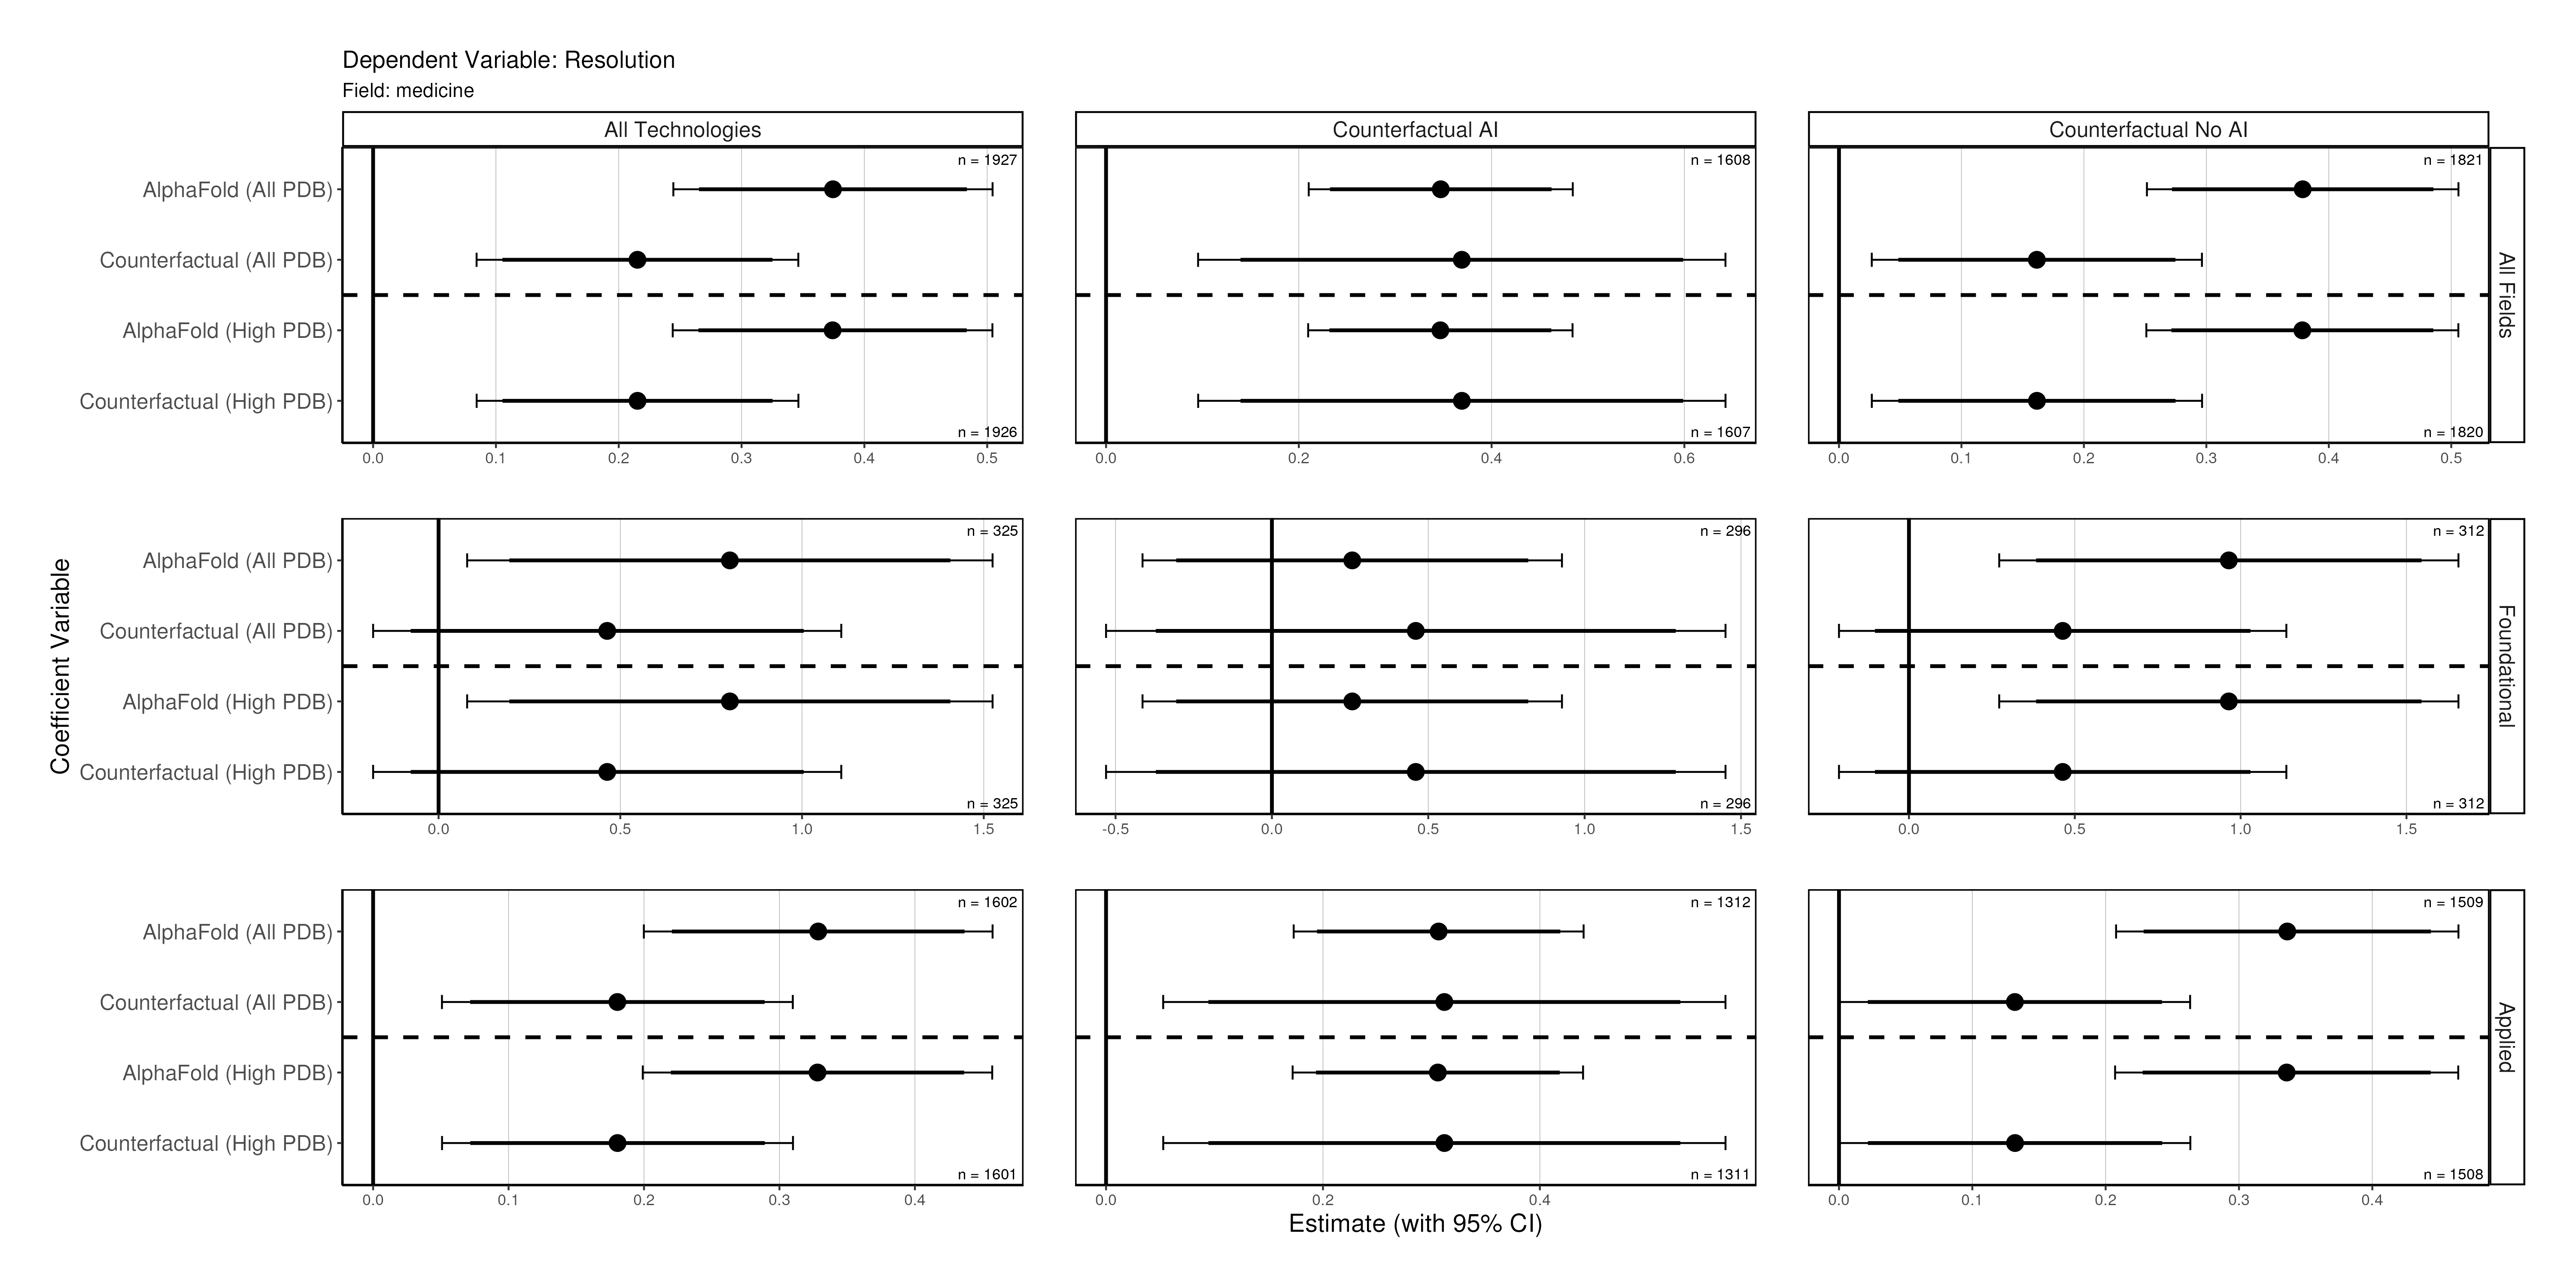 Dependent Variable: Resolution
Field: medicine
All Technologies
Counterfactual AI
Counterfactual No AI
n = 1927
n = 1608
n = 1821
AlphaFold (All PDB)
Counterfactual (All PDB)
AlphaFold (High PDB)
Counterfactual (High PDB)
n = 1926
n = 1607
n = 1820
All Fields
0.0 0.1 0.2 0.3 0.4 0.5
0.0 0.2 0.4 0.6
0.0 0.1 0.2 0.3 0.4 0.5
n = 325
n = 296
n = 312
AlphaFold (All PDB)
Counterfactual (All PDB)
AlphaFold (High PDB)
Counterfactual (High PDB)
n = 325
n = 296
n = 312
Foundational
0.0 0.5 1.0 1.5
-0.5 0.0 0.5 1.0 1.5
0.0 0.5 1.0 1.5
Coefficient Variable
n = 1602
n = 1312
n = 1509
AlphaFold (All PDB)
Counterfactual (All PDB)
AlphaFold (High PDB)
Counterfactual (High PDB)
n = 1601
n = 1311
n = 1508
Applied
0.0 0.1 0.2 0.3 0.4
0.0 0.2 0.4
0.0 0.1 0.2 0.3 0.4
Estimate (with 95% CI)